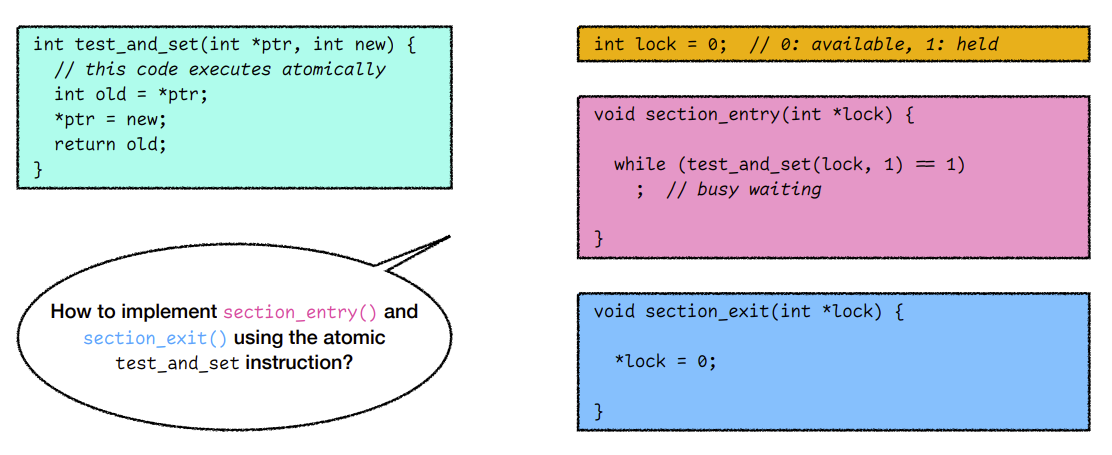 int test_and_set(int *ptr, int new) {
  // this code executes atomically
  int old = *ptr;
  *ptr = new;
  return old;
}
How to implement section_entry() and
section_exit() using the atomic
test_and_set instruction?
int lock = 0;  // 0: available, 1: held
void section_entry(int *lock) {
  while (test_and_set(lock, 1) == 1)
    ;  // busy waiting
}
void section_exit(int *lock) {
  *lock = 0;
}